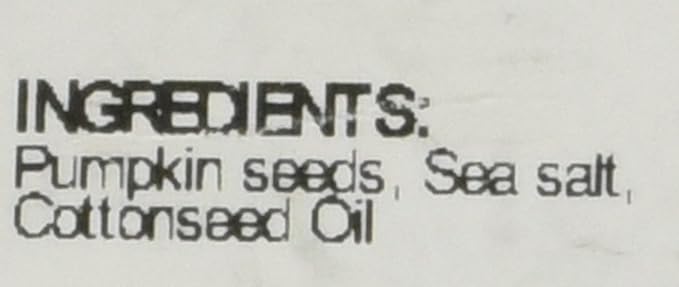 INGREDIENTS:
Pumpkin seeds, Sea salt,
Cottonseed Oil